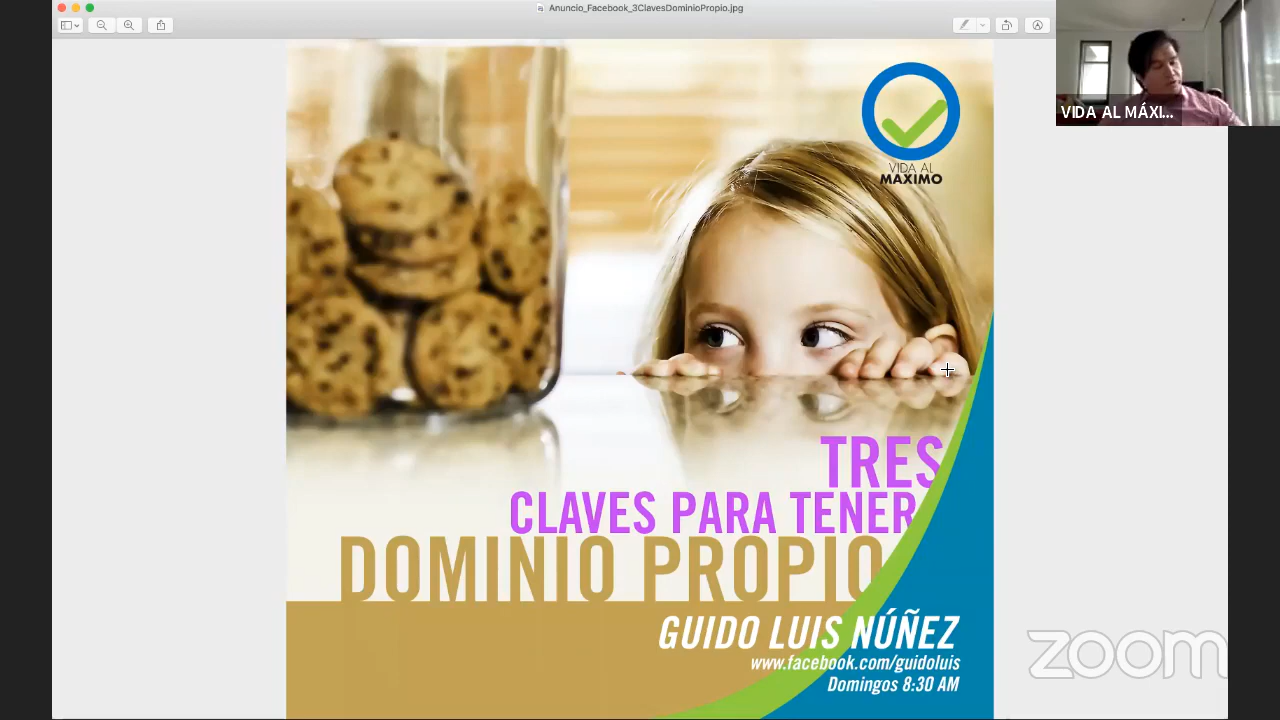 Anuncio_Facebook_3ClavesDominioPropio.jpg
VIDA AL MÁXI...
VIDA AL
MAXIMO
TRES
CLAVES PARA TENER
DOMINIO PROPIO
GUIDO LUIS NÚÑEZ
www.facebook.com/guidoluis
Domingos 8:30 AM
zoom